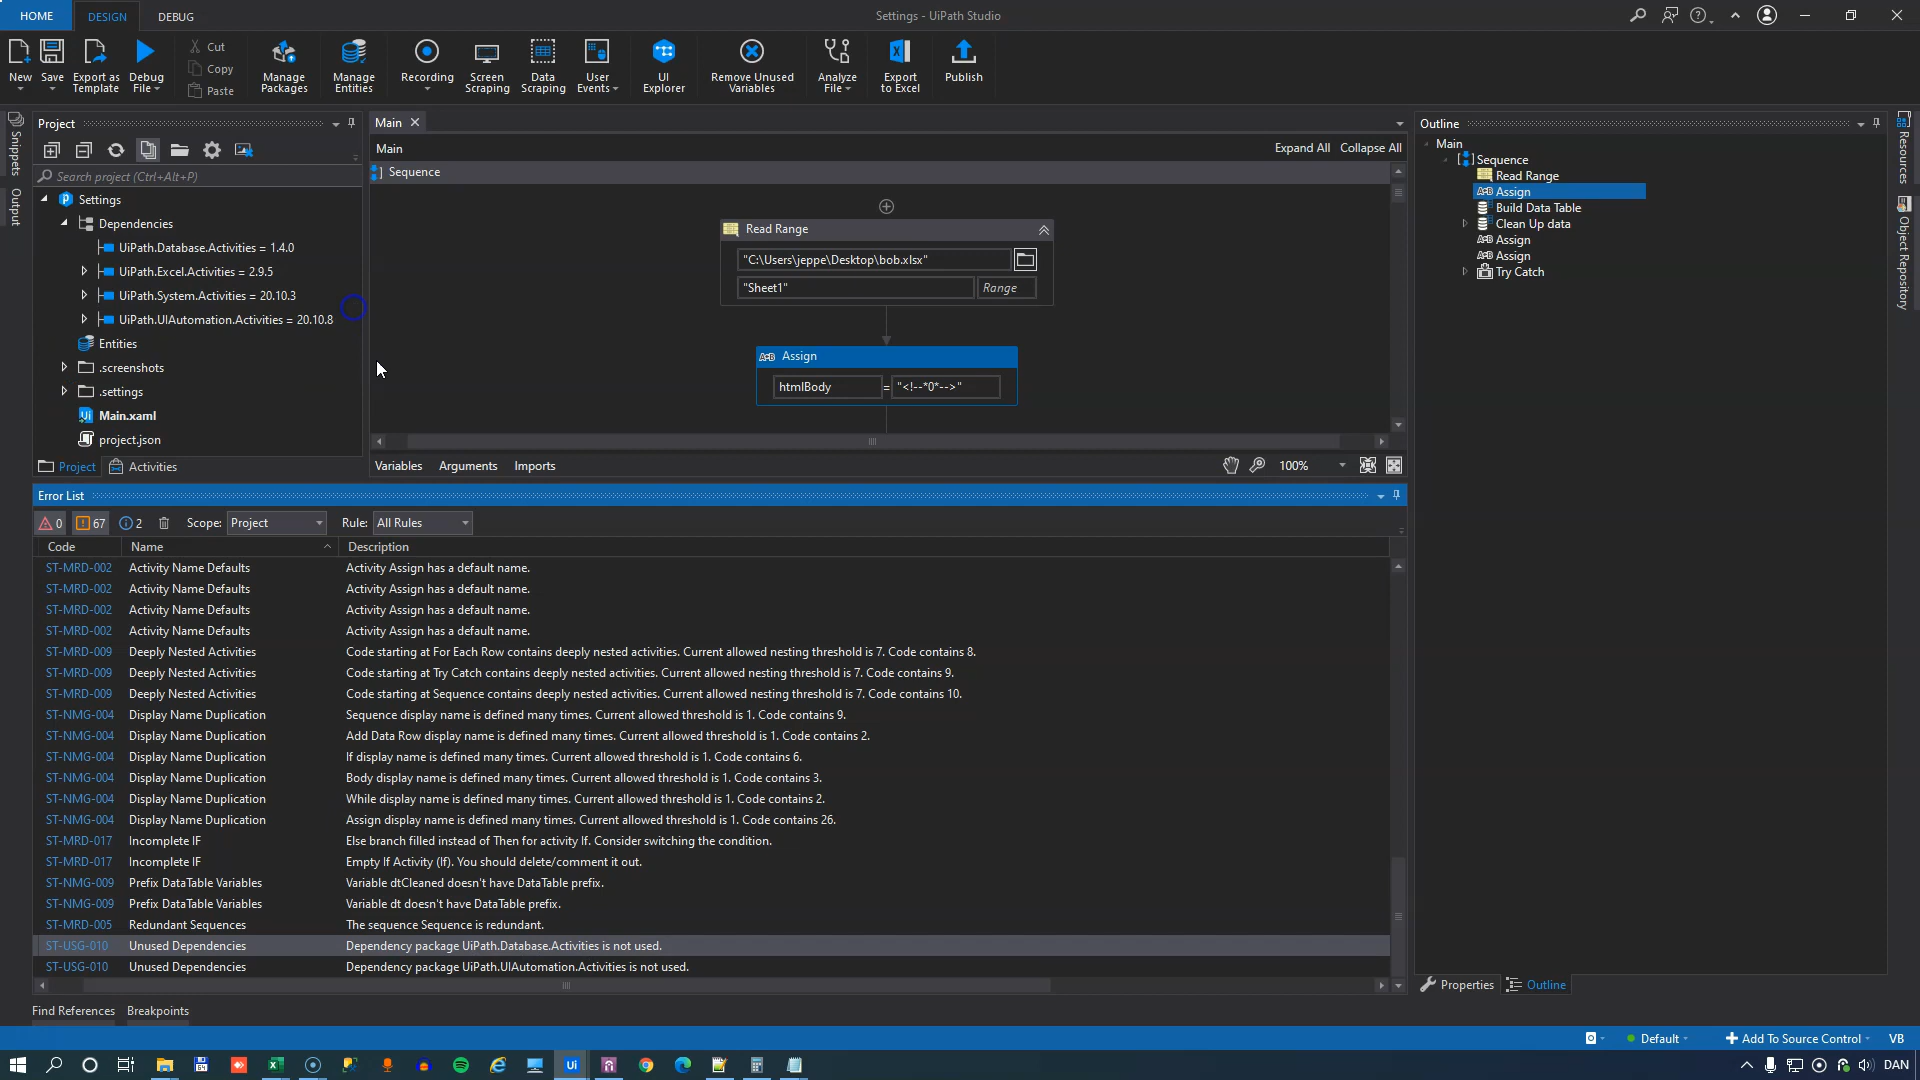 HOME DESIGN DEBUG Settings - UiPath Studio
New Save Export as Template Debug File Cut Copy Paste Manage Packages Manage Entities Recording Screen Scraping Data Scraping User Events UI Explorer Remove Unused Variables Analyze File Export to Excel Publish
Snippets
Output
Project
Search project (Ctrl+Alt+P)
Settings
Dependencies
UiPath.Database.Activities = 1.4.0
UiPath.Excel.Activities = 2.9.5
UiPath.System.Activities = 20.10.3
UiPath.UIAutomation.Activities = 20.10.8
Entities
.screenshots
.settings
Main.xaml
project.json
Project Activities
Main
Main Expand All Collapse All
Sequence
Read Range
"C:\Users\jeppe\Desktop\bob.xlsx"
"Sheet1" Range
A*B Assign
htmlBody = "<!--*0*-->"
Variables Arguments Imports 100%
Outline
Main
Sequence
Read Range
A*B Assign
Build Data Table
Clean Up data
A*B Assign
A*B Assign
Try Catch
Resources
Object Repository
Properties Outline
Error List
0 67 2 Scope: Project Rule: All Rules
Code Name Description
ST-MRD-002 Activity Name Defaults Activity Assign has a default name.
ST-MRD-002 Activity Name Defaults Activity Assign has a default name.
ST-MRD-002 Activity Name Defaults Activity Assign has a default name.
ST-MRD-002 Activity Name Defaults Activity Assign has a default name.
ST-MRD-009 Deeply Nested Activities Code starting at For Each Row contains deeply nested activities. Current allowed nesting threshold is 7. Code contains 8.
ST-MRD-009 Deeply Nested Activities Code starting at Try Catch contains deeply nested activities. Current allowed nesting threshold is 7. Code contains 9.
ST-MRD-009 Deeply Nested Activities Code starting at Sequence contains deeply nested activities. Current allowed nesting threshold is 7. Code contains 10.
ST-NMG-004 Display Name Duplication Sequence display name is defined many times. Current allowed threshold is 1. Code contains 9.
ST-NMG-004 Display Name Duplication Add Data Row display name is defined many times. Current allowed threshold is 1. Code contains 2.
ST-NMG-004 Display Name Duplication If display name is defined many times. Current allowed threshold is 1. Code contains 6.
ST-NMG-004 Display Name Duplication Body display name is defined many times. Current allowed threshold is 1. Code contains 3.
ST-NMG-004 Display Name Duplication While display name is defined many times. Current allowed threshold is 1. Code contains 2.
ST-NMG-004 Display Name Duplication Assign display name is defined many times. Current allowed threshold is 1. Code contains 26.
ST-MRD-017 Incomplete IF Else branch filled instead of Then for activity If. Consider switching the condition.
ST-MRD-017 Incomplete IF Empty If Activity (If). You should delete/comment it out.
ST-NMG-009 Prefix DataTable Variables Variable dtCleaned doesn't have DataTable prefix.
ST-NMG-009 Prefix DataTable Variables Variable dt doesn't have DataTable prefix.
ST-MRD-005 Redundant Sequences The sequence Sequence is redundant.
ST-USG-010 Unused Dependencies Dependency package UiPath.Database.Activities is not used.
ST-USG-010 Unused Dependencies Dependency package UiPath.UIAutomation.Activities is not used.
Find References Breakpoints
Default Add To Source Control VB
Ui DAN